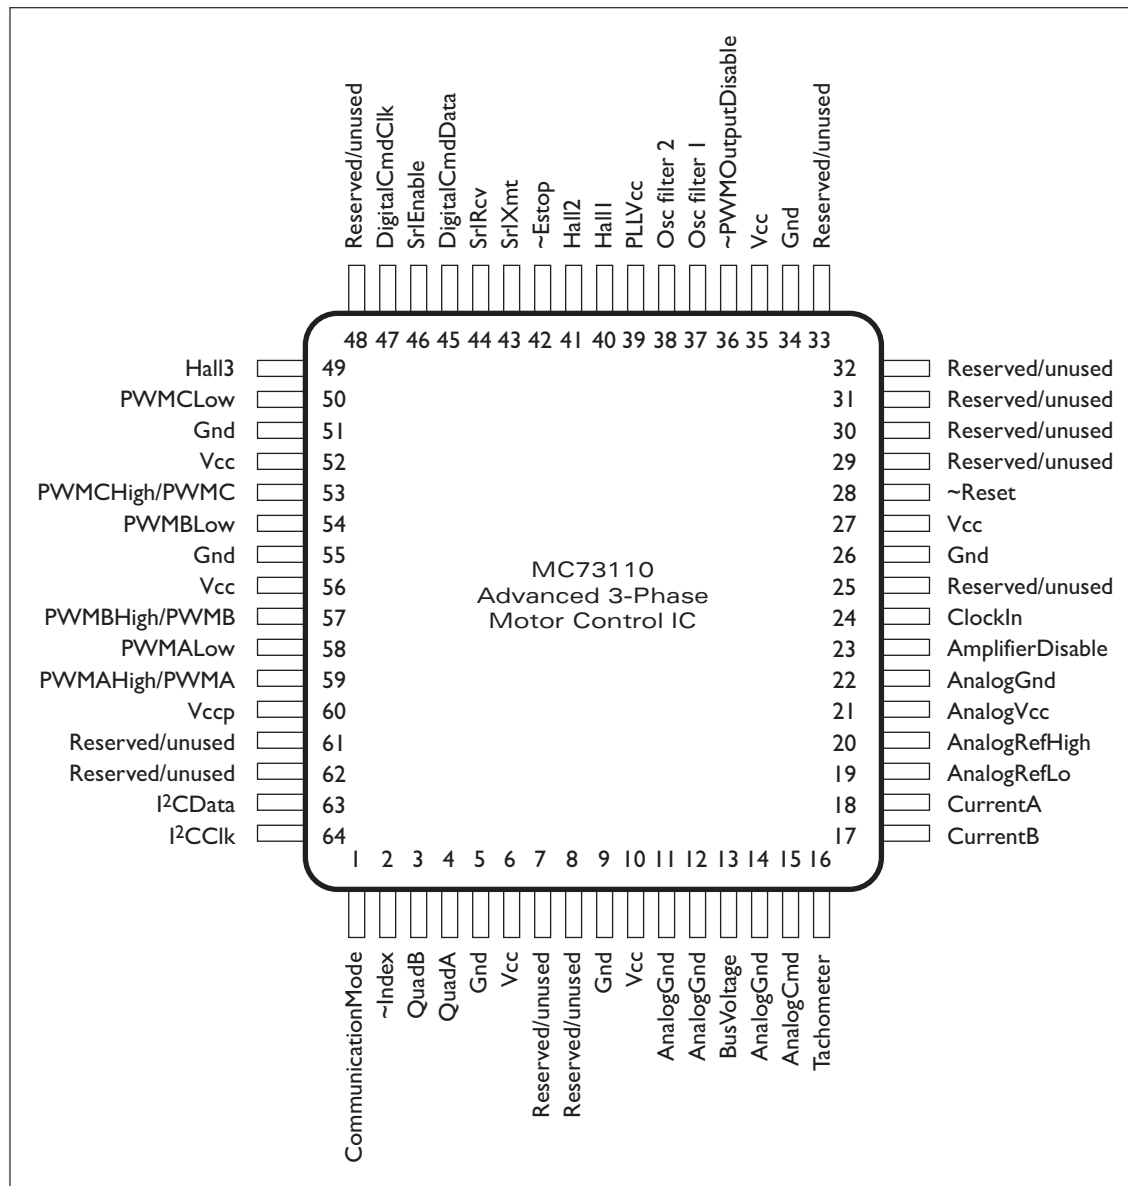 Reserved/unused
DigitalCmdClk
SrlEnable
DigitalCmdData
SrlRcv
SrlXmt
~Estop
Hall2
Hall1
PLLVcc
Osc filter 2
Osc filter 1
~PWMOutputDisable
Vcc
Gnd
Reserved/unused
48 47 46 45 44 43 42 41 40 39 38 37 36 35 34 33
Hall3 49
PWMCLow 50
Gnd 51
Vcc 52
PWMCHigh/PWMC 53
PWMBLow 54
Gnd 55
Vcc 56
PWMBHigh/PWMB 57
PWMALow 58
PWMAHigh/PWMA 59
Vccp 60
Reserved/unused 61
Reserved/unused 62
I²CData 63
I²CClk 64
MC73110
Advanced 3-Phase
Motor Control IC
32 Reserved/unused
31 Reserved/unused
30 Reserved/unused
29 Reserved/unused
28 ~Reset
27 Vcc
26 Gnd
25 Reserved/unused
24 ClockIn
23 AmplifierDisable
22 AnalogGnd
21 AnalogVcc
20 AnalogRefHigh
19 AnalogRefLo
18 CurrentA
17 CurrentB
1 2 3 4 5 6 7 8 9 10 11 12 13 14 15 16
CommunicationMode
~Index
QuadB
QuadA
Gnd
Vcc
Reserved/unused
Reserved/unused
Gnd
Vcc
AnalogGnd
AnalogGnd
BusVoltage
AnalogGnd
AnalogCmd
Tachometer